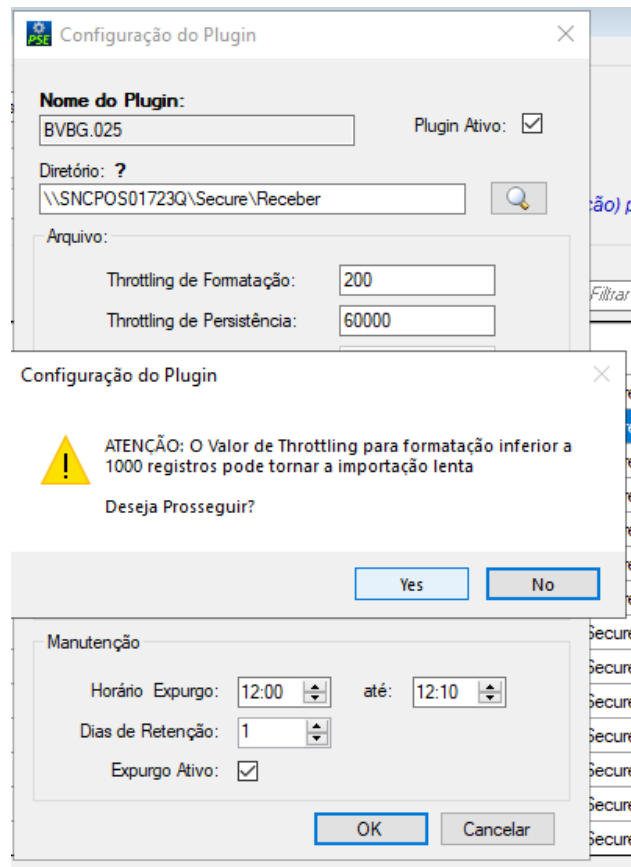 PSE Configuração do Plugin
Nome do Plugin:
BVBG.025
Plugin Ativo:
Diretório: ?
\\SNCPOS01723Q\Secure\Receber
ção) p
Arquivo:
Throttling de Formatação: 200
Filtrar
Throttling de Persistência: 60000
Configuração do Plugin
ATENÇÃO: O Valor de Throttling para formatação inferior a
1000 registros pode tornar a importação lenta
Deseja Prosseguir?
Yes No
Secure
Manutenção
Secure
Horário Expurgo: 12:00 até: 12:10
Secure
Dias de Retenção: 1
Secure
Expurgo Ativo:
Secure
Secure
OK Cancelar
Secure